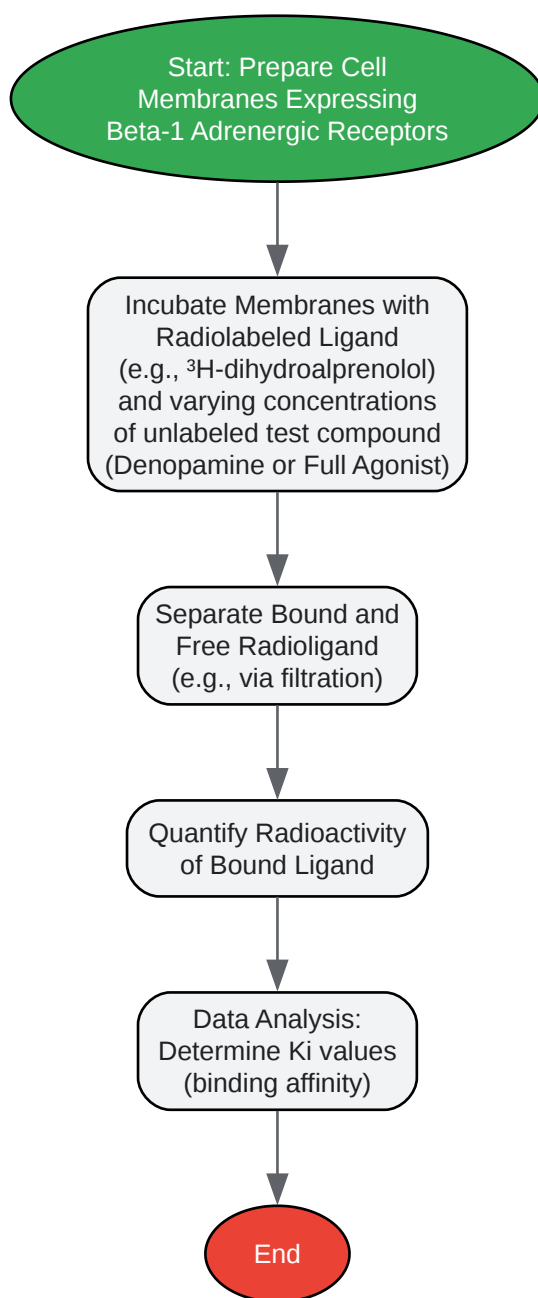 Start: Prepare Cell
Membranes Expressing
Beta-1 Adrenergic Receptors
Incubate Membranes with
Radiolabeled Ligand
(e.g., ³H-dihydroalprenolol)
and varying concentrations
of unlabeled test compound
(Denopamine or Full Agonist)
Separate Bound and
Free Radioligand
(e.g., via filtration)
Quantify Radioactivity
of Bound Ligand
Data Analysis:
Determine Ki values
(binding affinity)
End